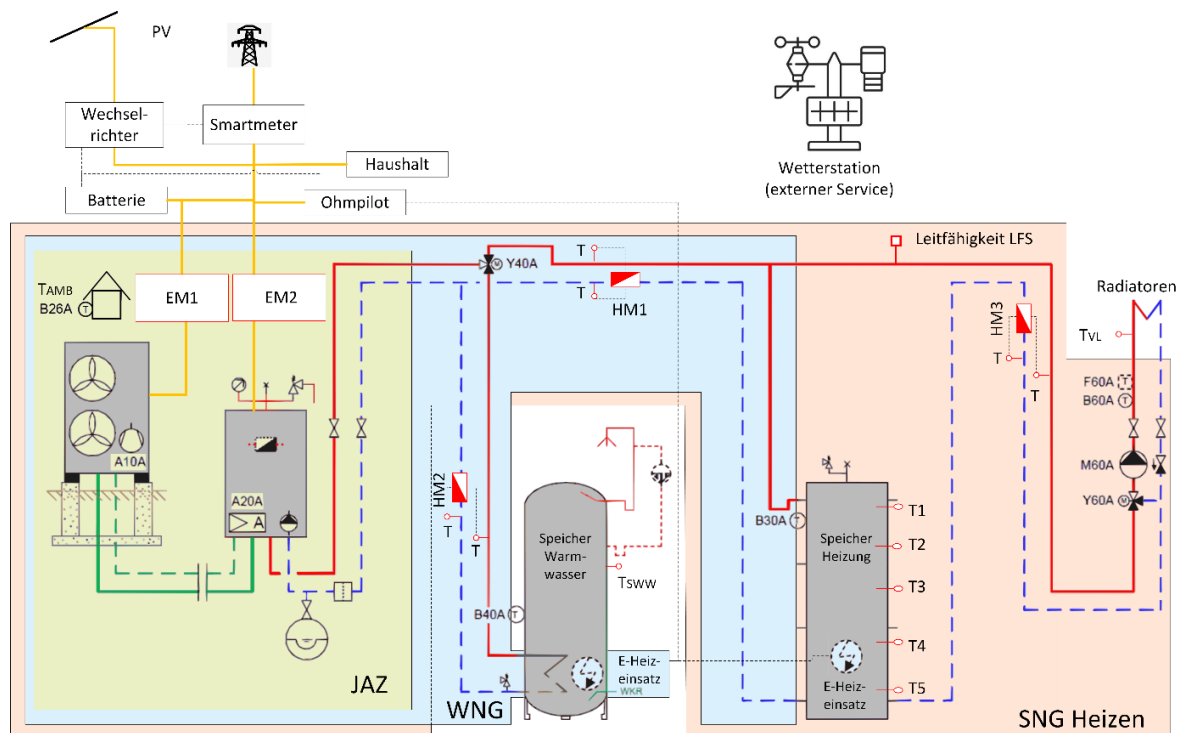 PV
Wechsel-
richter
Smartmeter
Haushalt
Batterie
Ohmpilot
Wetterstation
(externer Service)
Leitfähigkeit LFS
TAMB
B26A
T
EM1
EM2
Y40A
M
T
T
HM1
Radiatoren
HM3
TVL
T
T
F60A
T
B60A
T
A10A
M60A
A20A
A
HM2
Y60A
M
B30A
T
T1
Speicher
Warm-
wasser
Speicher
Heizung
T2
T
T
TSWW
T3
B40A
T
T4
E-Heiz-
einsatz
WKR
E-Heiz-
einsatz
T5
JAZ
WNG
SNG Heizen